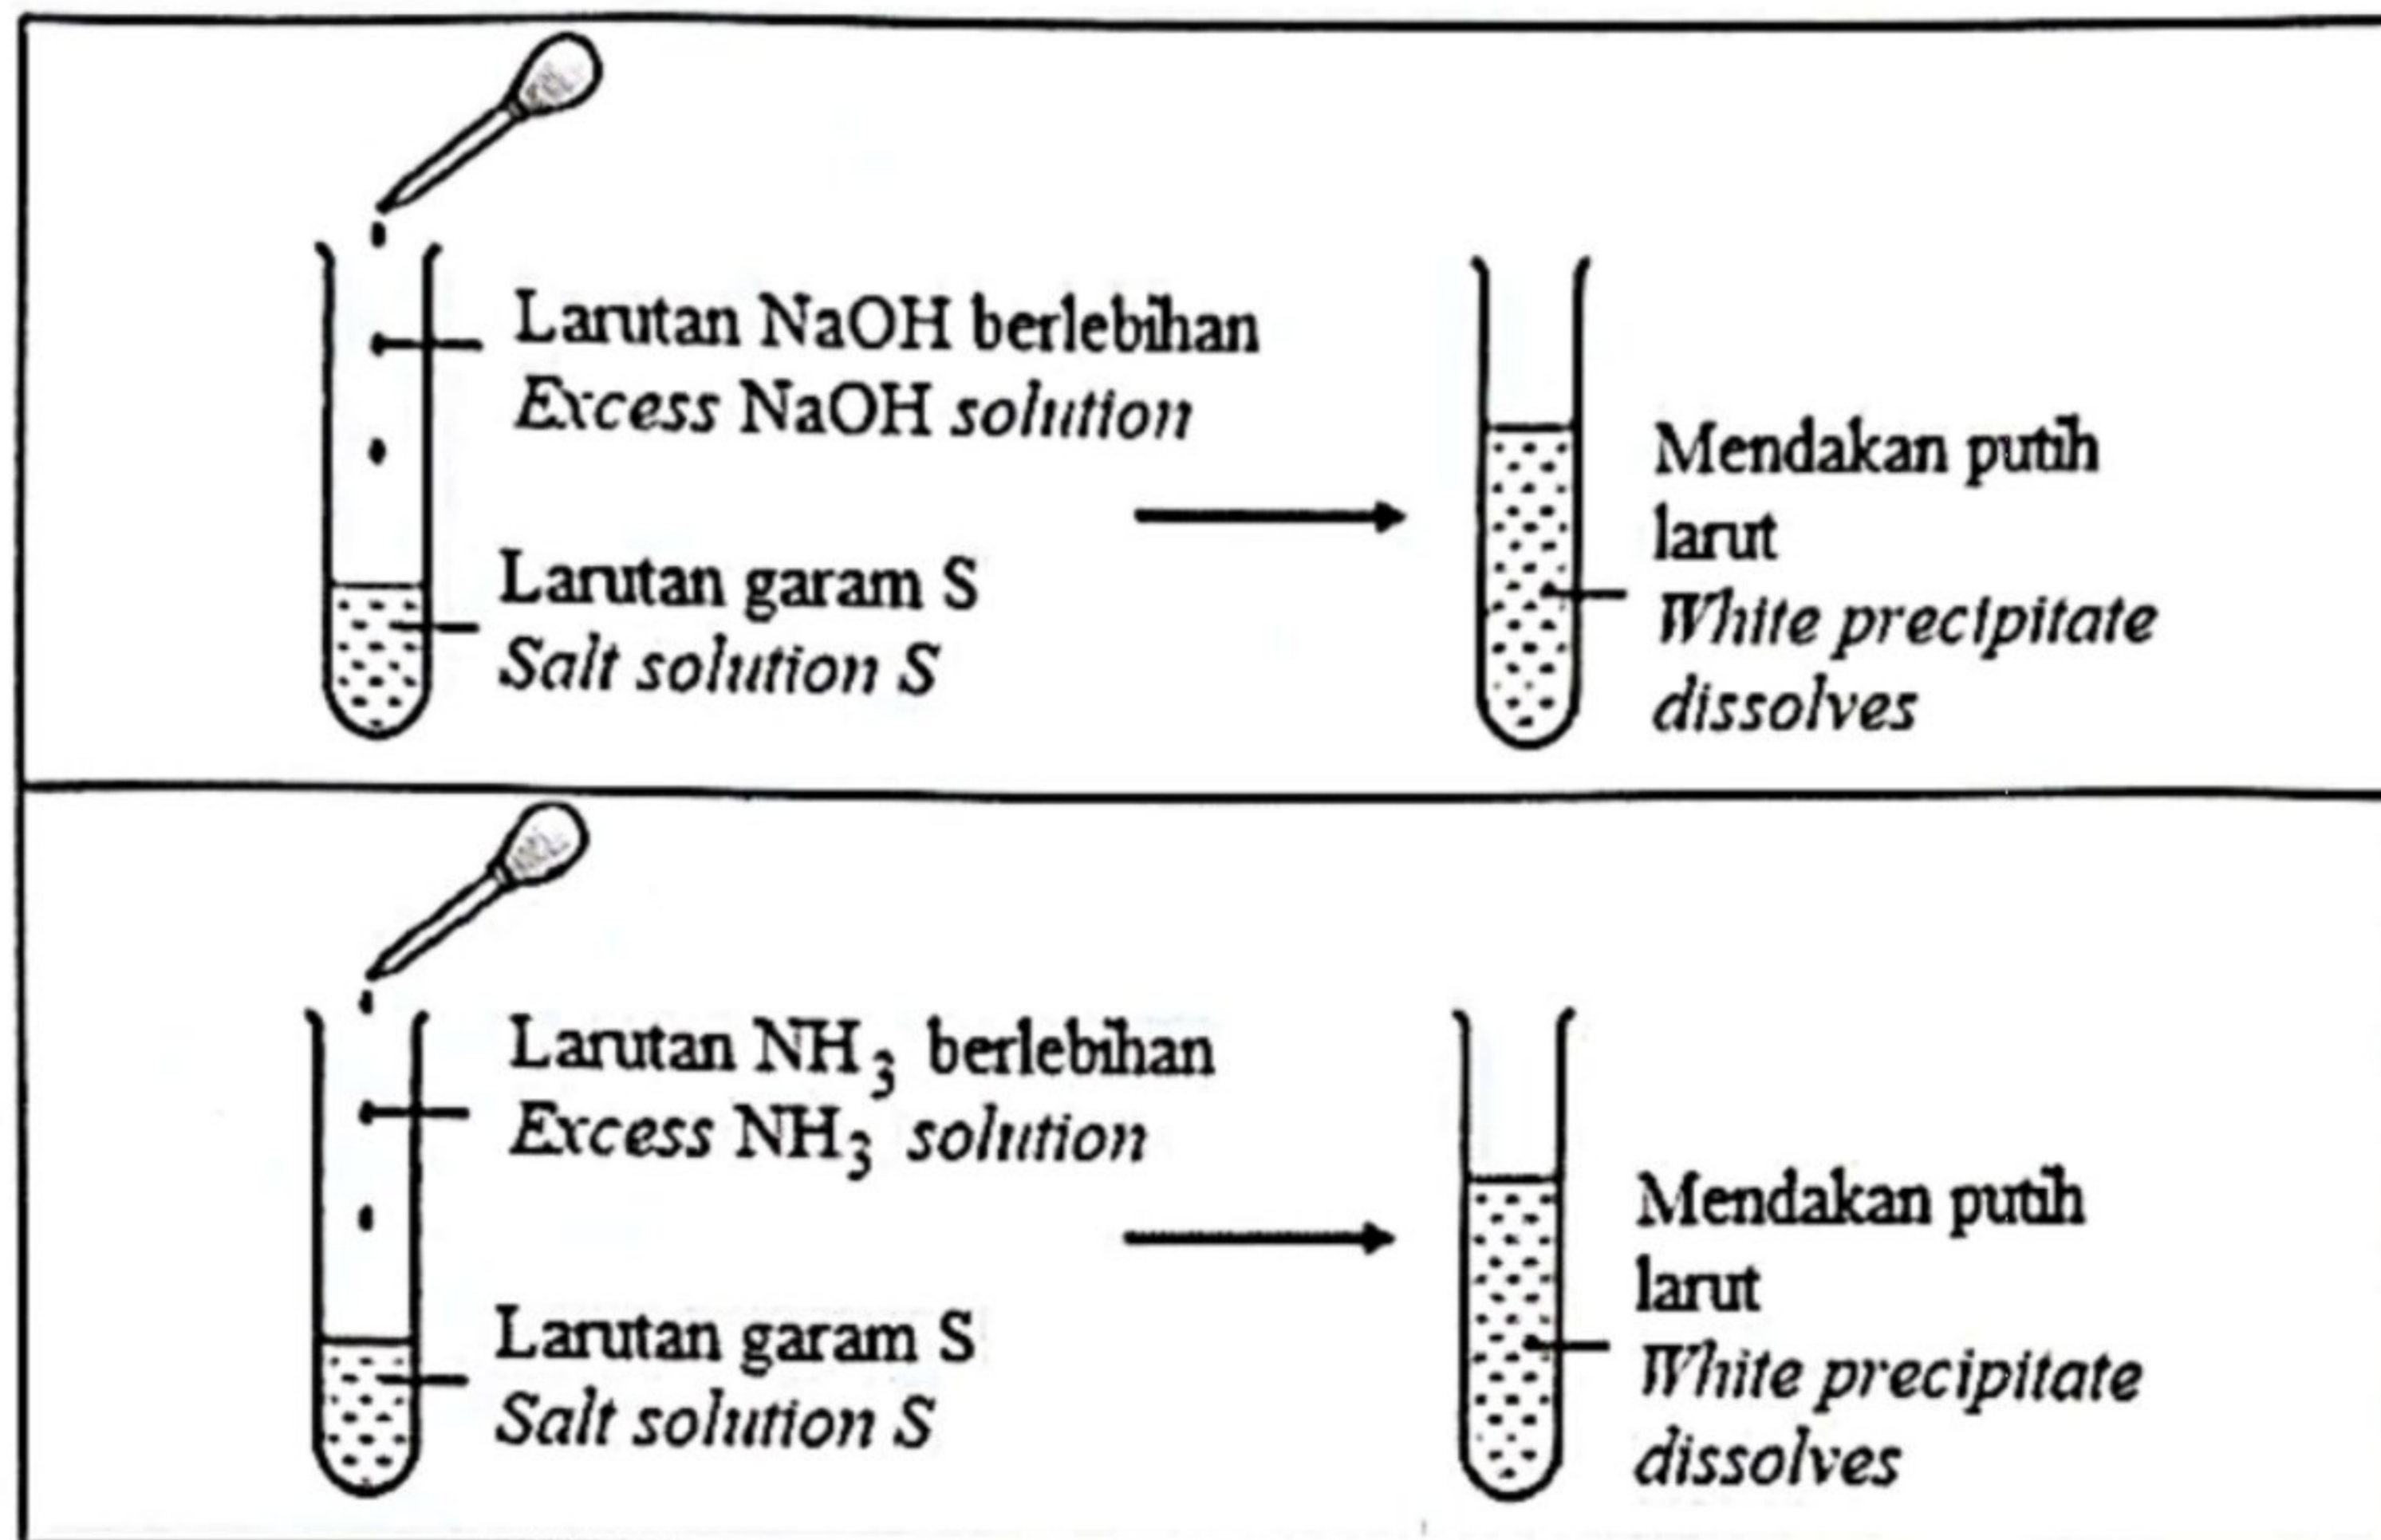 Larutan NaOH berlebihan
Excess NaOH solution
Larutan garam S
Salt solution S
Mendakan putih
larut
White precipitate
dissolves
Larutan NH₃ berlebihan
Excess NH₃ solution
Larutan garam S
Salt solution S
Mendakan putih
larut
White precipitate
dissolves